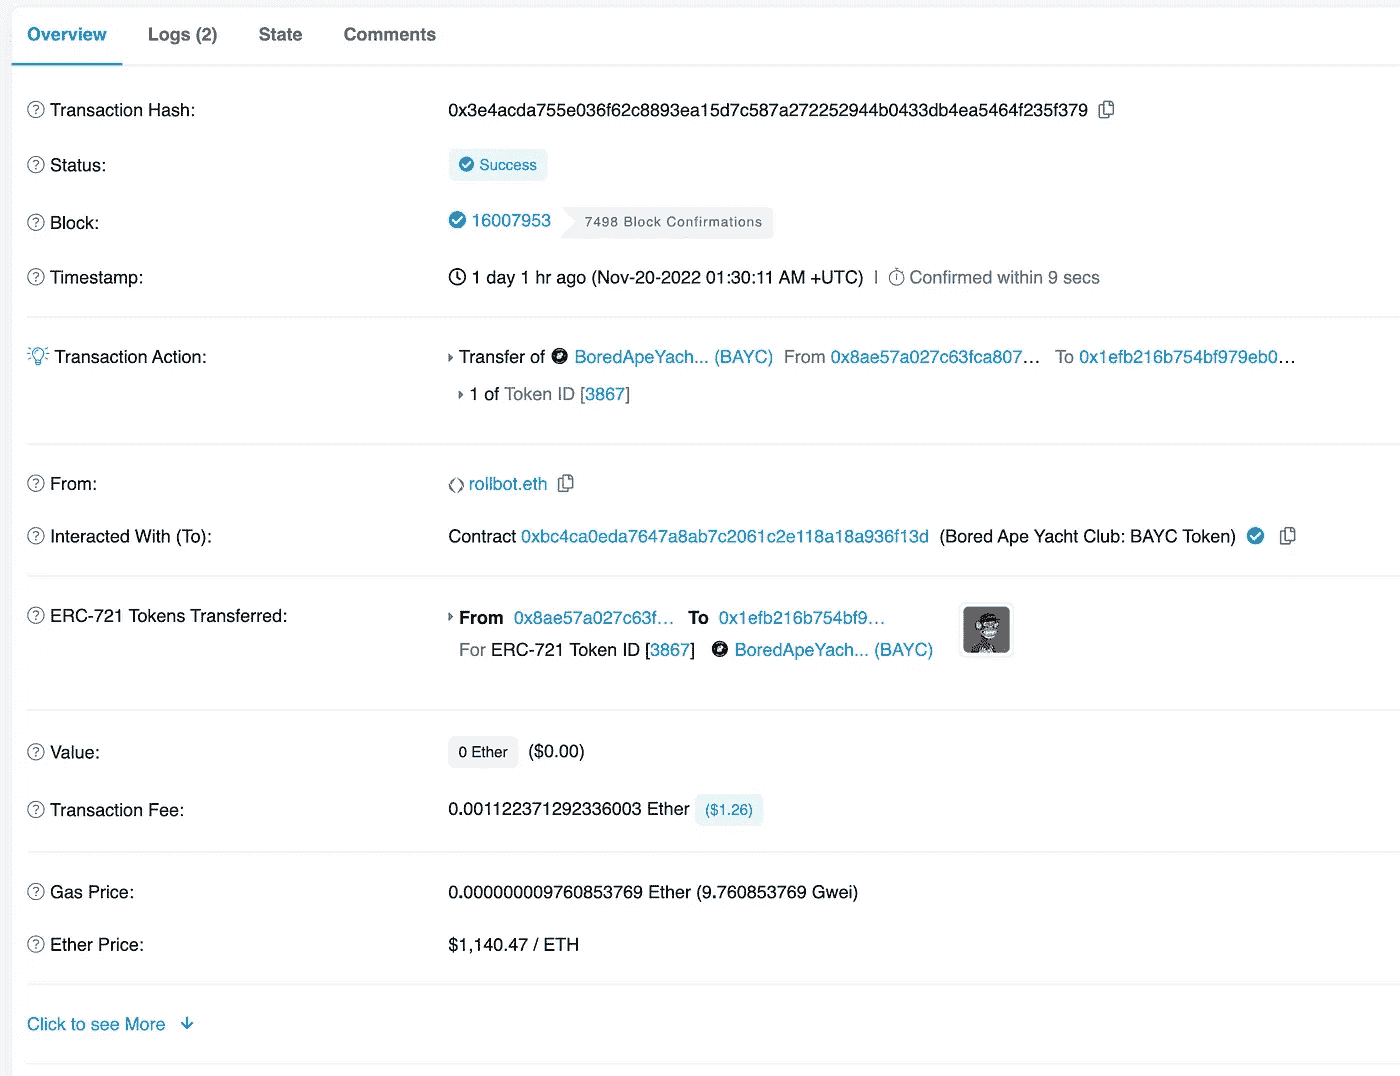 Overview Logs (2) State Comments
Transaction Hash: 0x3e4acda755e036f62c8893ea15d7c587a272252944b0433db4ea5464f235f379
Status: Success
Block: 16007953 7498 Block Confirmations
Timestamp: 1 day 1 hr ago (Nov-20-2022 01:30:11 AM +UTC) | Confirmed within 9 secs
Transaction Action: Transfer of BoredApeYach... (BAYC) From 0x8ae57a027c63fca807... To 0x1efb216b754bf979eb0...
1 of Token ID [3867]
From: rollbot.eth
Interacted With (To): Contract 0xbc4ca0eda7647a8ab7c2061c2e118a18a936f13d (Bored Ape Yacht Club: BAYC Token)
ERC-721 Tokens Transferred: From 0x8ae57a027c63f... To 0x1efb216b754bf9...
For ERC-721 Token ID [3867] BoredApeYach... (BAYC)
Value: 0 Ether ($0.00)
Transaction Fee: 0.001122371292336003 Ether ($1.26)
Gas Price: 0.000000009760853769 Ether (9.760853769 Gwei)
Ether Price: $1,140.47 / ETH
Click to see More